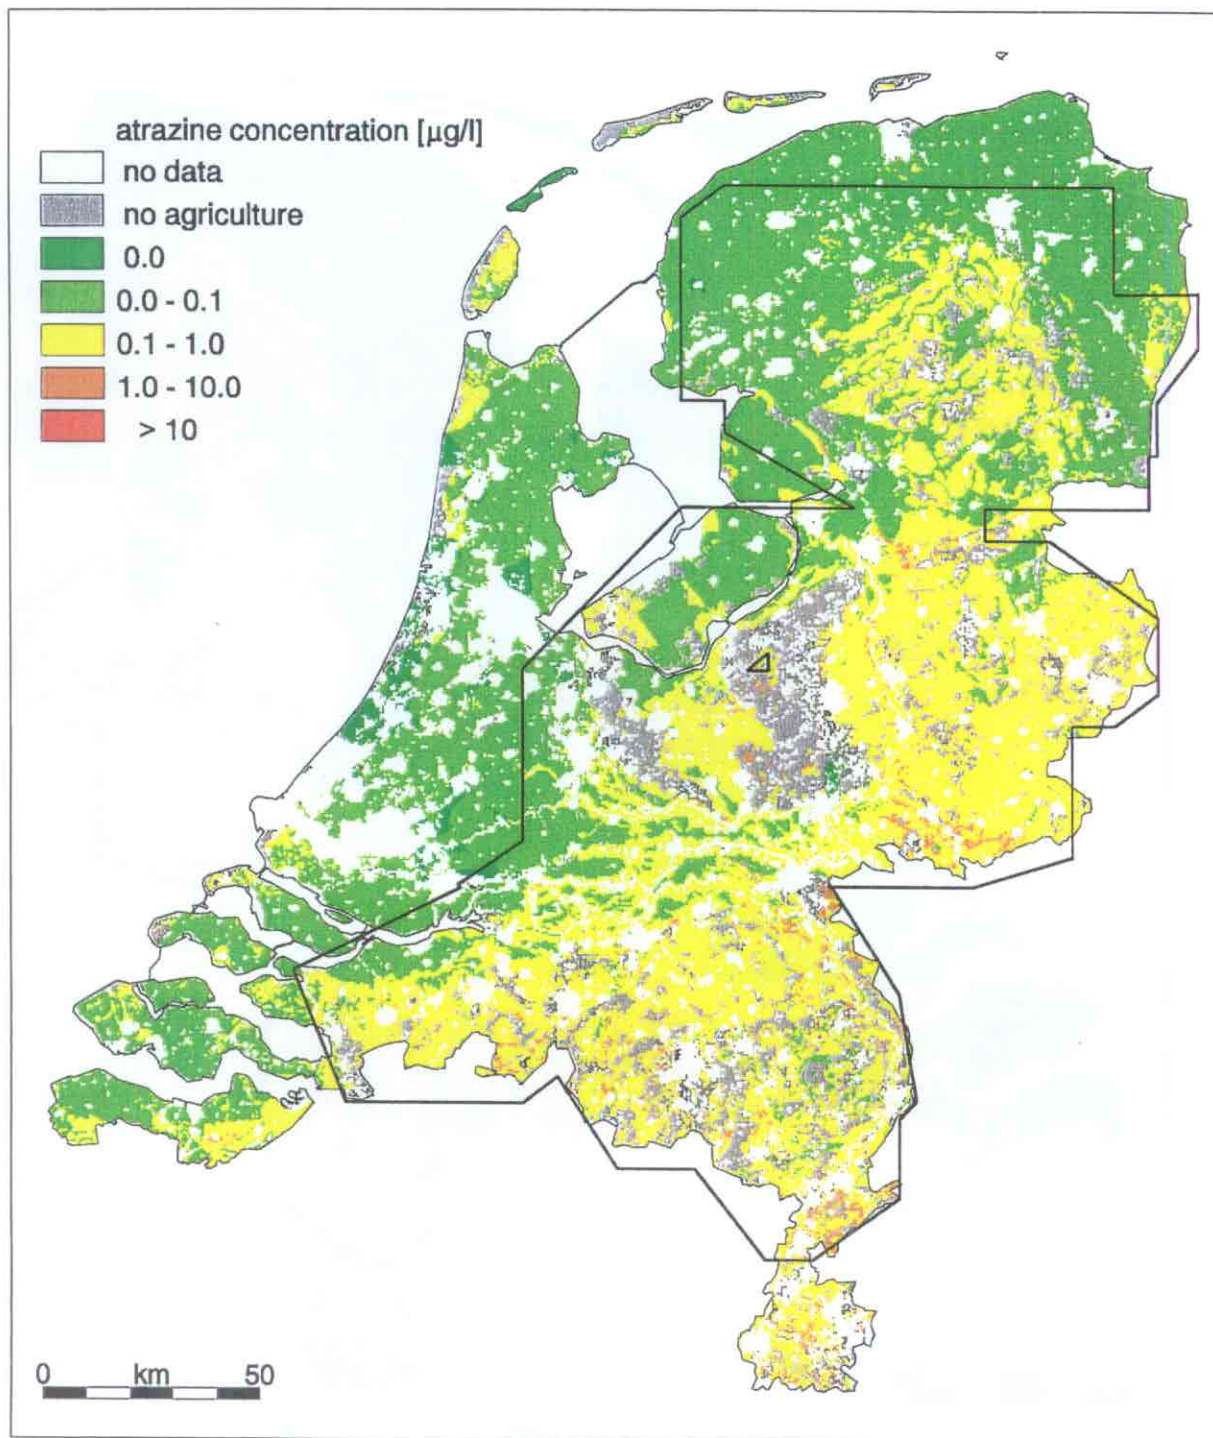 atrazine concentration [µg/l]
no data
no agriculture
0.0
0.0 - 0.1
0.1 - 1.0
1.0 - 10.0
> 10
0 km 50